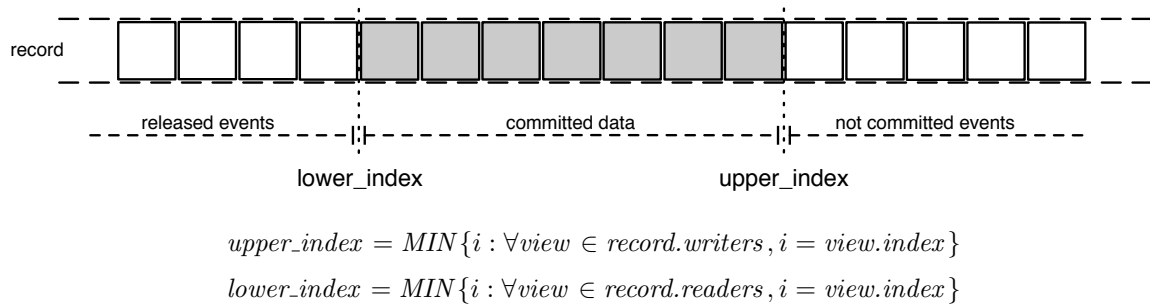 record
released events committed data not committed events
lower_index upper_index
upper_index = MIN{i : ∀view ∈ record.writers, i = view.index}
lower_index = MIN{i : ∀view ∈ record.readers, i = view.index}